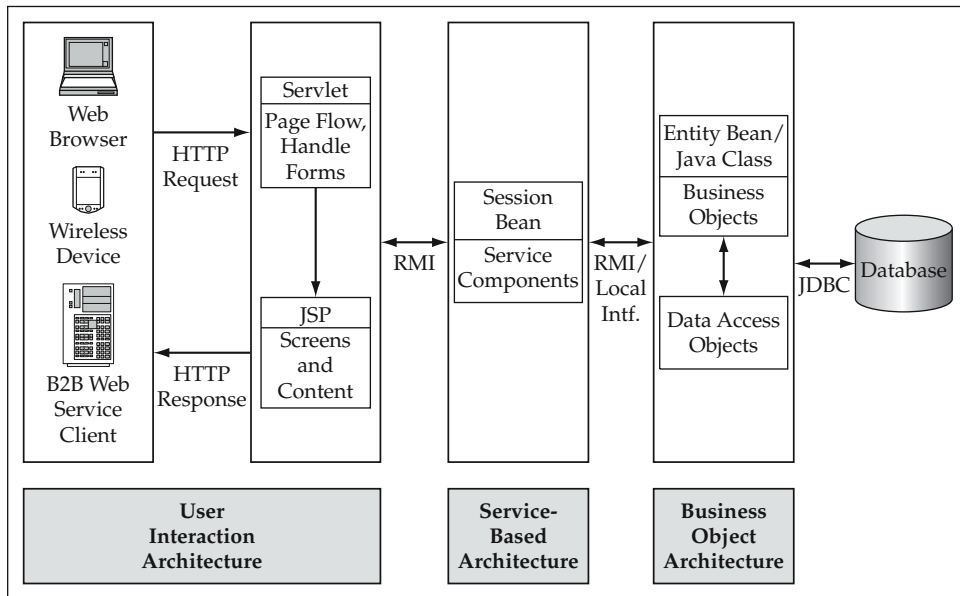 Web
Browser
Wireless
Device
B2B Web
Service
Client
HTTP
Request
HTTP
Response
Servlet
Page Flow,
Handle
Forms
JSP
Screens
and
Content
RMI
Session
Bean
Service
Components
RMI/
Local
Intf.
Entity Bean/
Java Class
Business
Objects
Data Access
Objects
JDBC
Database
User
Interaction
Architecture
Service-
Based
Architecture
Business
Object
Architecture